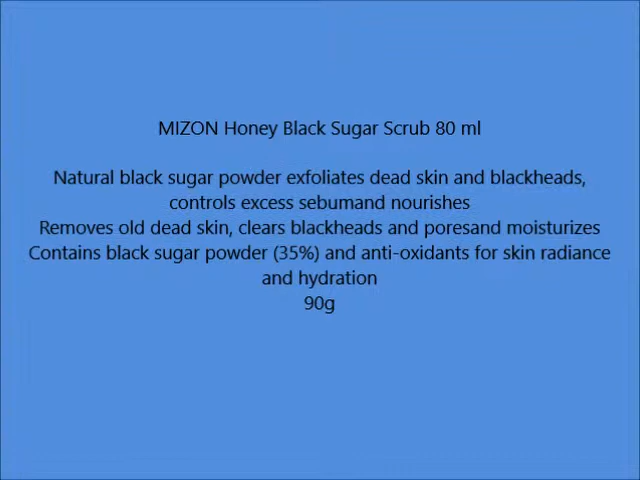 MIZON Honey Black Sugar Scrub 80 ml
Natural black sugar powder exfoliates dead skin and blackheads,
controls excess sebumand nourishes
Removes old dead skin, clears blackheads and poresand moisturizes
Contains black sugar powder (35%) and anti-oxidants for skin radiance
and hydration
90g